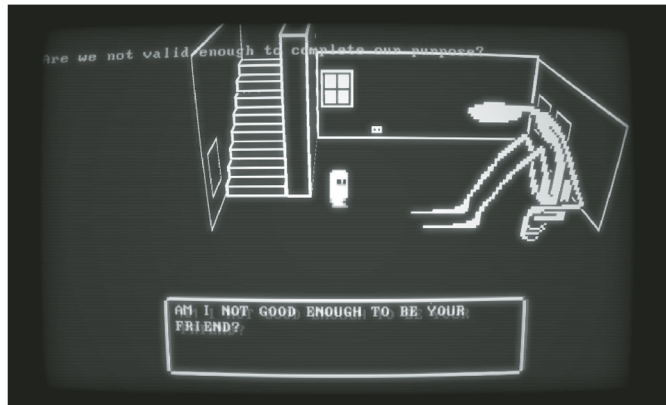 Are we not valid enough to complete our purpose?
AM I NOT GOOD ENOUGH TO BE YOUR
FRIEND?